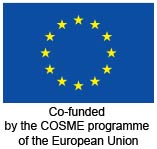 Co-funded
by the COSME programme
of the European Union